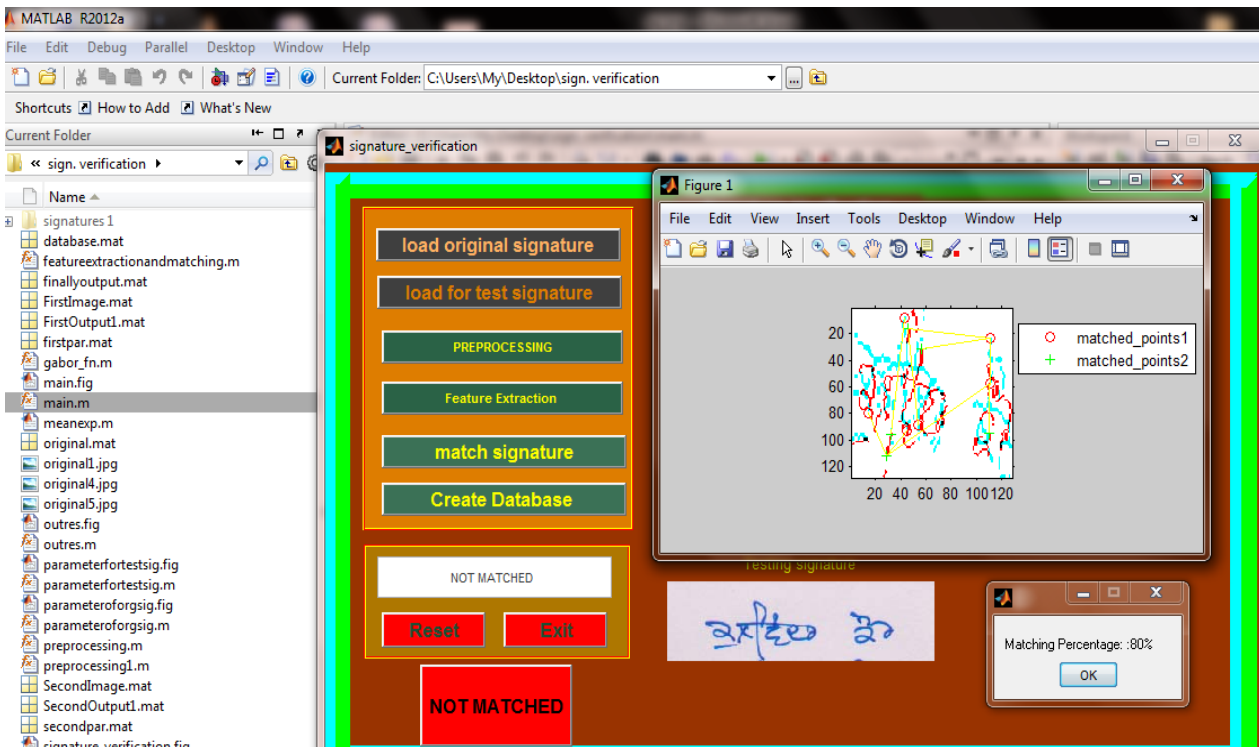 MATLAB R2012a
File Edit Debug Parallel Desktop Window Help
Current Folder: C:\Users\My\Desktop\sign. verification
Shortcuts How to Add What's New
Current Folder
« sign. verification
Name
signatures 1
database.mat
featureextractionandmatching.m
finallyoutput.mat
FirstImage.mat
FirstOutput1.mat
firstpar.mat
gabor_fn.m
main.fig
main.m
meanexp.m
original.mat
original1.jpg
original4.jpg
original5.jpg
outres.fig
outres.m
parameterfortestsig.fig
parameterfortestsig.m
parameteroforgsig.fig
parameteroforgsig.m
preprocessing.m
preprocessing1.m
SecondImage.mat
SecondOutput1.mat
secondpar.mat
signature_verification.fig
signature_verification
load original signature
load for test signature
PREPROCESSING
Feature Extraction
match signature
Create Database
NOT MATCHED
Reset Exit
NOT MATCHED
Figure 1
File Edit View Insert Tools Desktop Window Help
20
40
60
80
100
120
20 40 60 80 100 120
matched_points1
matched_points2
Testing signature
Matching Percentage: :80%
OK